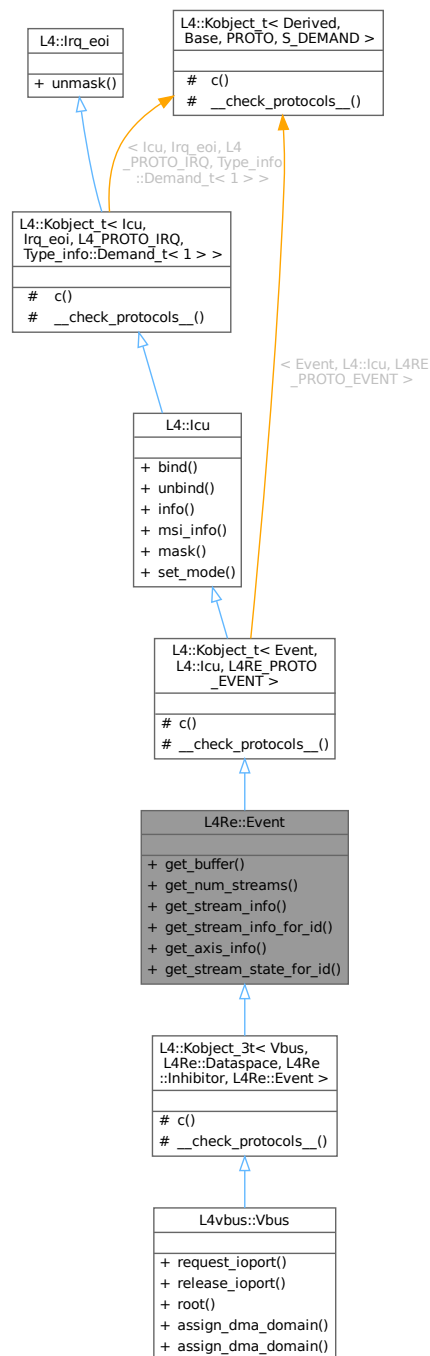 L4::Irq_eoi
+ unmask()
L4::Kobject_t< Derived,
Base, PROTO, S_DEMAND >
# c()
# __check_protocols__()
< Icu, Irq_eoi, L4
_PROTO_IRQ, Type_info
::Demand_t< 1 > >
L4::Kobject_t< Icu,
Irq_eoi, L4_PROTO_IRQ,
Type_info::Demand_t< 1 > >
# c()
# __check_protocols__()
< Event, L4::Icu, L4RE
_PROTO_EVENT >
L4::Icu
+ bind()
+ unbind()
+ info()
+ msi_info()
+ mask()
+ set_mode()
L4::Kobject_t< Event,
L4::Icu, L4RE_PROTO
_EVENT >
# c()
# __check_protocols__()
L4Re::Event
+ get_buffer()
+ get_num_streams()
+ get_stream_info()
+ get_stream_info_for_id()
+ get_axis_info()
+ get_stream_state_for_id()
L4::Kobject_3t< Vbus,
L4Re::Dataspace, L4Re
::Inhibitor, L4Re::Event >
# c()
# __check_protocols__()
L4vbus::Vbus
+ request_ioport()
+ release_ioport()
+ root()
+ assign_dma_domain()
+ assign_dma_domain()